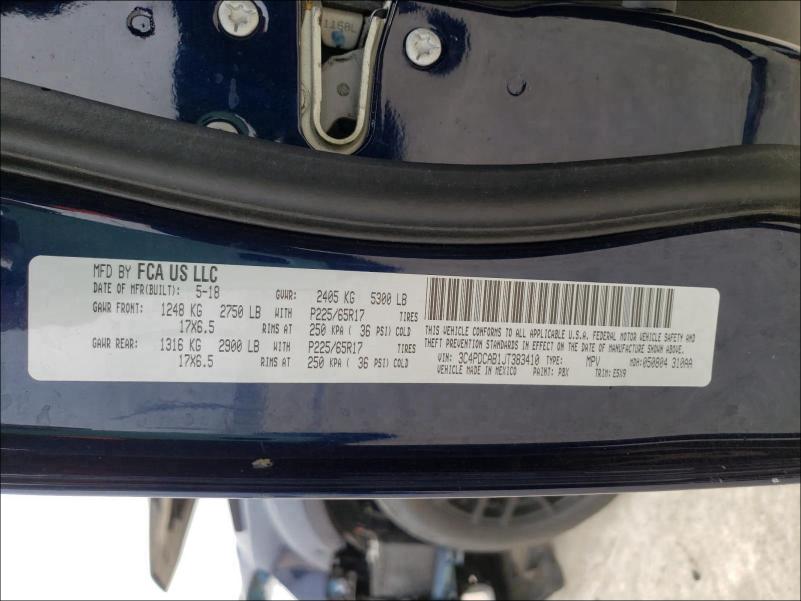 1168L
MFD BY FCA US LLC
DATE OF MFR(BUILT): 5-18 GVWR: 2405 KG 5300 LB
GAWR FRONT: 1248 KG 2750 LB WITH P225/65R17 TIRES
17X6.5 RIMS AT 250 KPA ( 36 PSI) COLD
GAWR REAR: 1316 KG 2900 LB WITH P225/65R17 TIRES
17X6.5 RIMS AT 250 KPA ( 36 PSI) COLD
THIS VEHICLE CONFORMS TO ALL APPLICABLE U.S.A. FEDERAL MOTOR VEHICLE SAFETY AND
THEFT PREVENTION STANDARDS IN EFFECT ON THE DATE OF MANUFACTURE SHOWN ABOVE.
VIN: 3C4PDCAB1JT383410 TYPE: MPV MDH: 050804 310AA
VEHICLE MADE IN MEXICO PAINT: PBX TRIM: E5X9